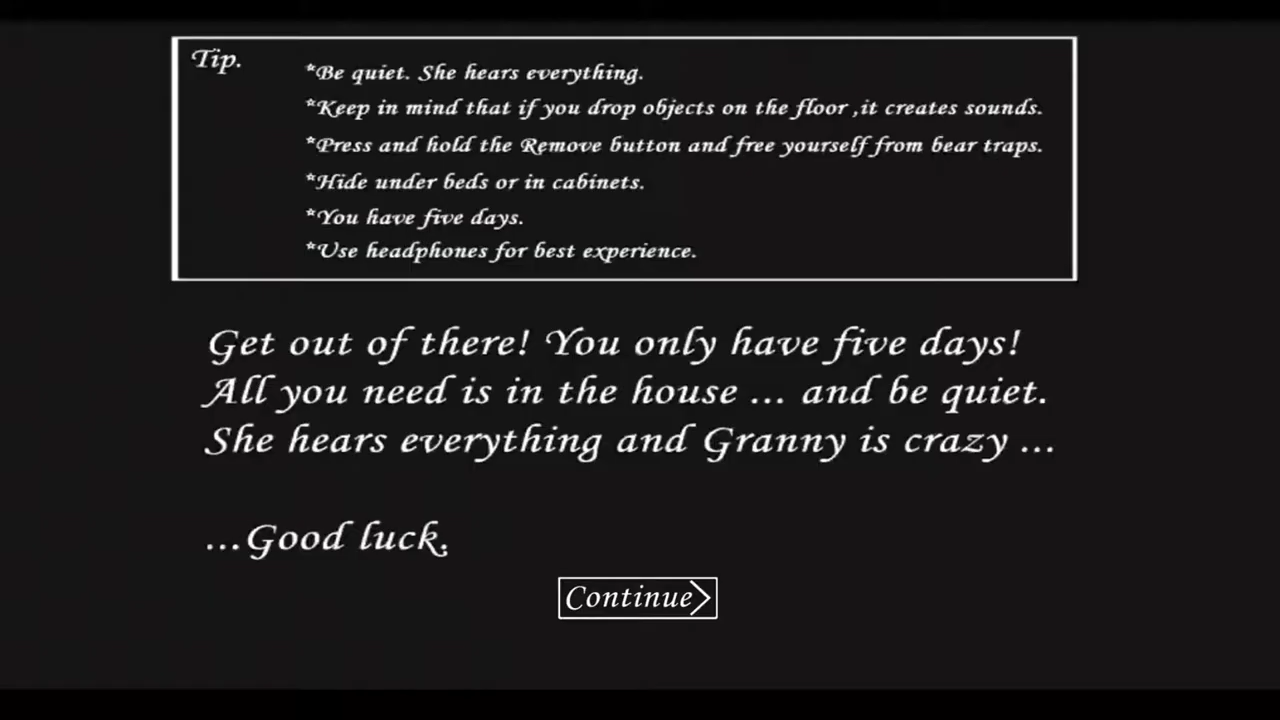 Tip.
*Be quiet. She hears everything.
*Keep in mind that if you drop objects on the floor ,it creates sounds.
*Press and hold the Remove button and free yourself from bear traps.
*Hide under beds or in cabinets.
*You have five days.
*Use headphones for best experience.
Get out of there! You only have five days!
All you need is in the house ... and be quiet.
She hears everything and Granny is crazy ...
...Good luck.
Continue>